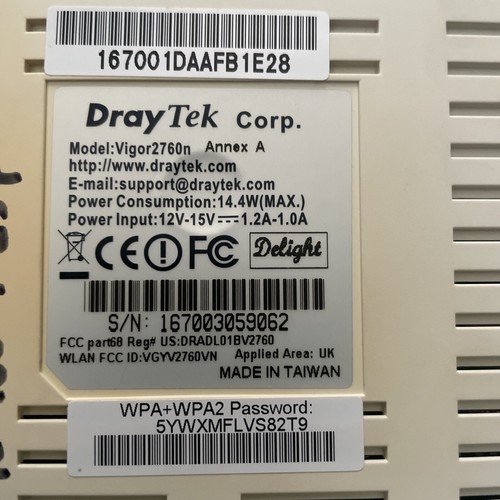 167001DAAFB1E28
DrayTek Corp.
Model:Vigor2760n Annex A
http://www.draytek.com
E-mail:support@draytek.com
Power Consumption:14.4W(MAX.)
Power Input:12V-15V⎓1.2A-1.0A
CE FC Delight
S/N: 167003059062
FCC part68 Reg# US:DRADL01BV2760
WLAN FCC ID:VGYV2760VN Applied Area: UK
MADE IN TAIWAN
WPA+WPA2 Password:
5YWXMFLVS82T9